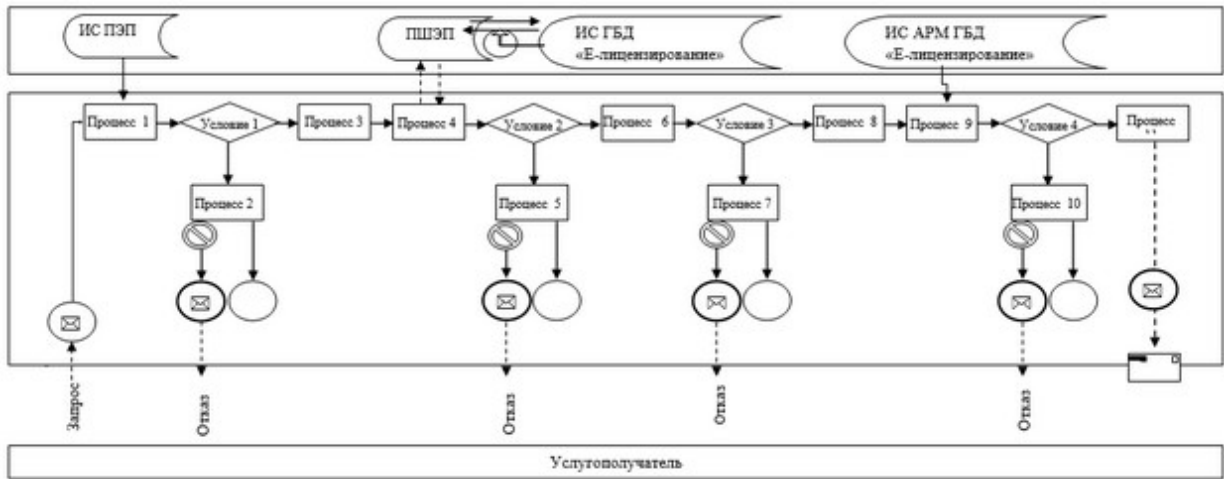 ИС ПЭП
ПШЭП
ИС ГБД
«Е-лицензирование»
ИС АРМ ГБД
«Е-лицензирование»
Процесс 1
Условие 1
Процесс 3
Процесс 4
Условие 2
Процесс 6
Условие 3
Процесс 8
Процесс 9
Условие 4
Процесс
Процесс 2
Процесс 5
Процесс 7
Процесс 10
Запрос
Отказ
Отказ
Отказ
Отказ
Услугополучатель